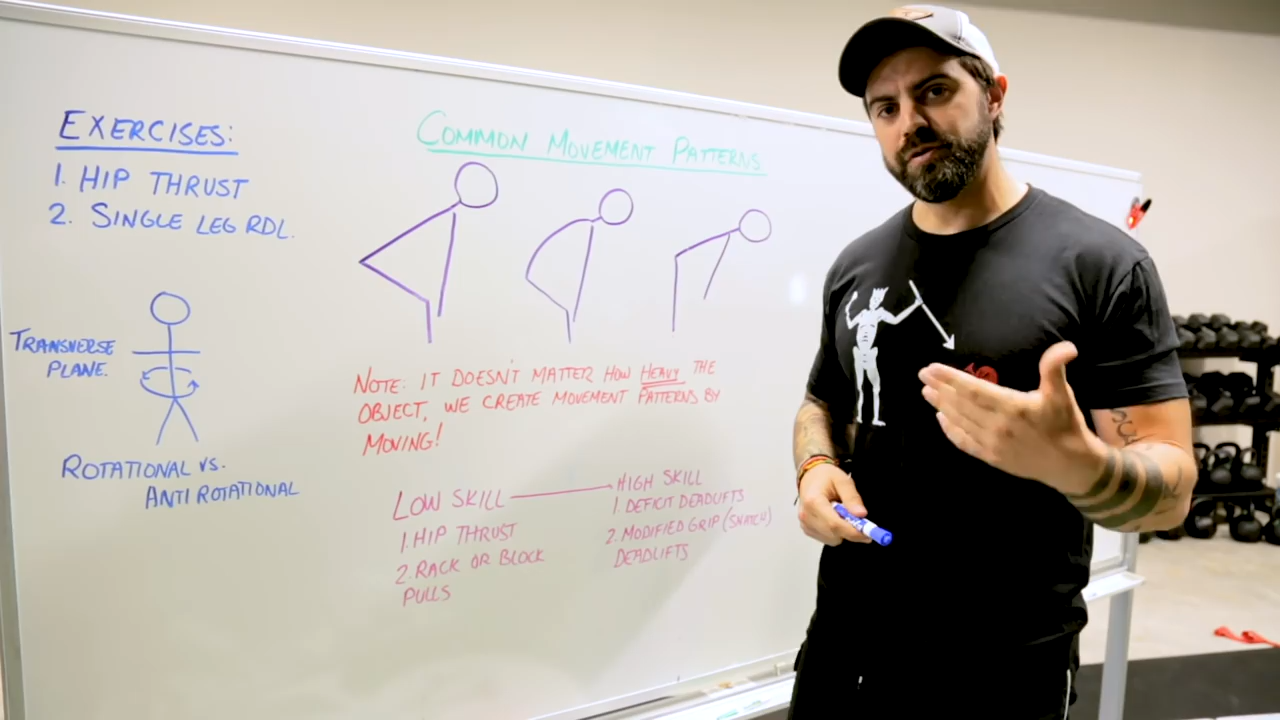 EXERCISES:
1. HIP THRUST
2. SINGLE LEG RDL.
TRANSVERSE
PLANE.
ROTATIONAL VS.
ANTI ROTATIONAL
COMMON MOVEMENT PATTERNS
NOTE: IT DOESN'T MATTER HOW HEAVY THE
OBJECT, WE CREATE MOVEMENT PATTERNS BY
MOVING!
LOW SKILL
1. HIP THRUST
2. RACK OR BLOCK
PULLS
HIGH SKILL
1. DEFICIT DEADLIFTS
2. MODIFIED GRIP (SNATCH)
DEADLIFTS